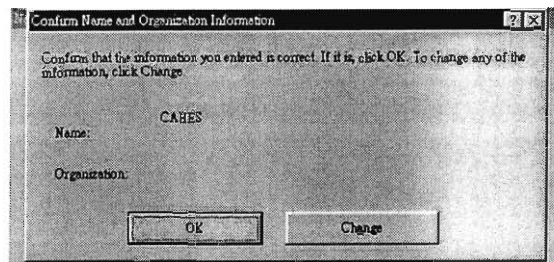 Confirm Name and Organization Information
Confirm that the information you entered is correct. If it is, click OK. To change any of the
information, click Change.
CAHES
Name:
Organization:
OK
Change